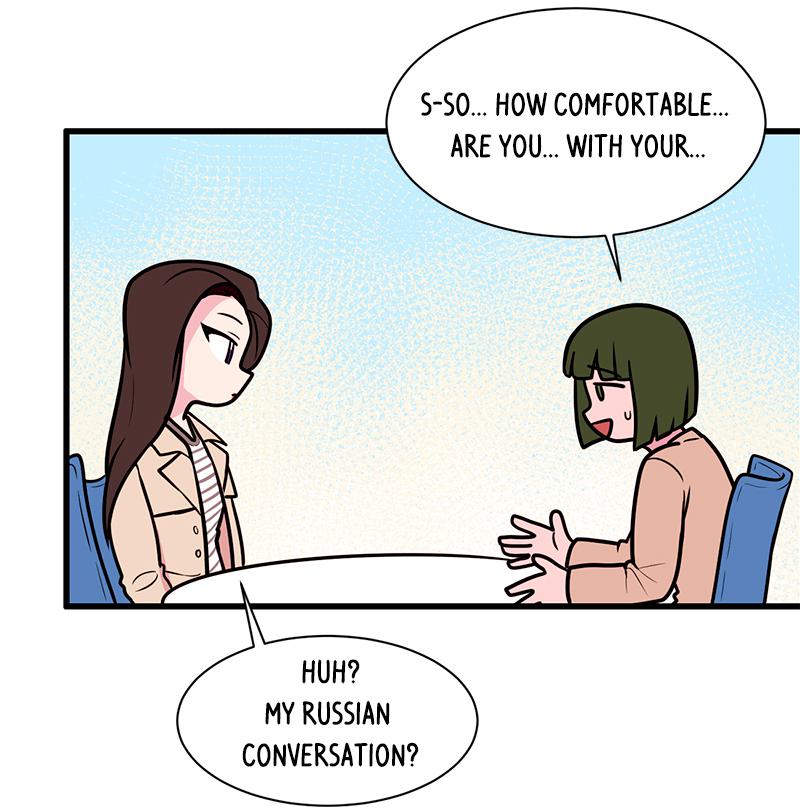 S-SO... HOW COMFORTABLE...
ARE YOU... WITH YOUR...
HUH?
MY RUSSIAN
CONVERSATION?